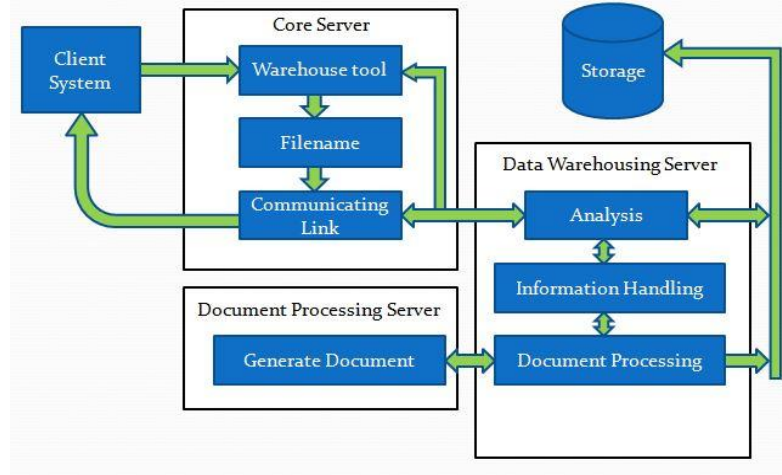 Core Server
Client
System
Warehouse tool
Storage
Filename
Data Warehousing Server
Communicating
Link
Analysis
Information Handling
Document Processing Server
Generate Document
Document Processing